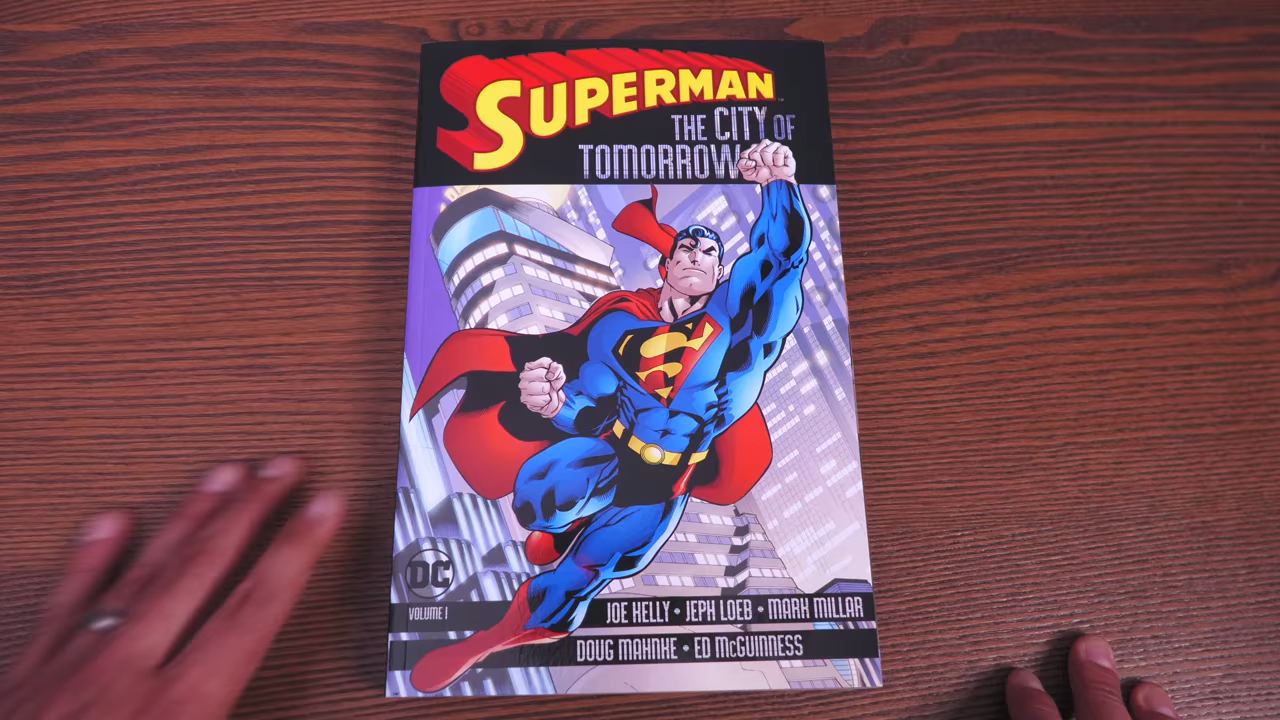 SUPERMAN
THE CITY OF
TOMORROW
DC
VOLUME 1
JOE KELLY • JEPH LOEB • MARK MILLAR
DOUG MAHNKE • ED McGUINNESS